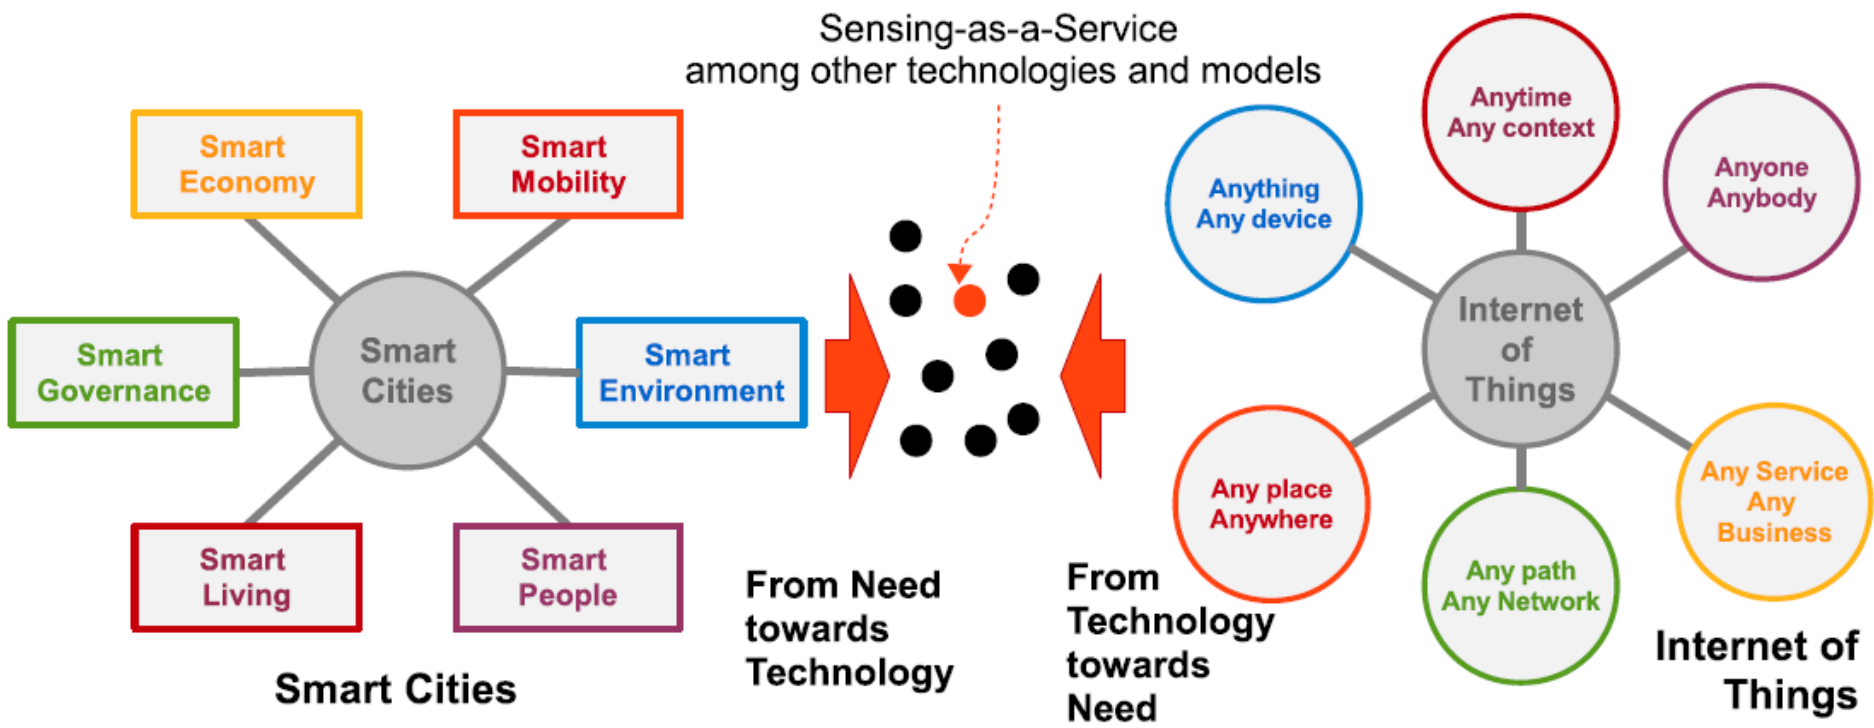 Sensing-as-a-Service
among other technologies and models
Smart
Economy
Smart
Mobility
Smart
Governance
Smart
Cities
Smart
Environment
Smart
Living
Smart
People
Smart Cities
From Need
towards
Technology
From
Technology
towards
Need
Anytime
Any context
Anything
Any device
Anyone
Anybody
Internet
of
Things
Any place
Anywhere
Any path
Any Network
Any Service
Any
Business
Internet of
Things